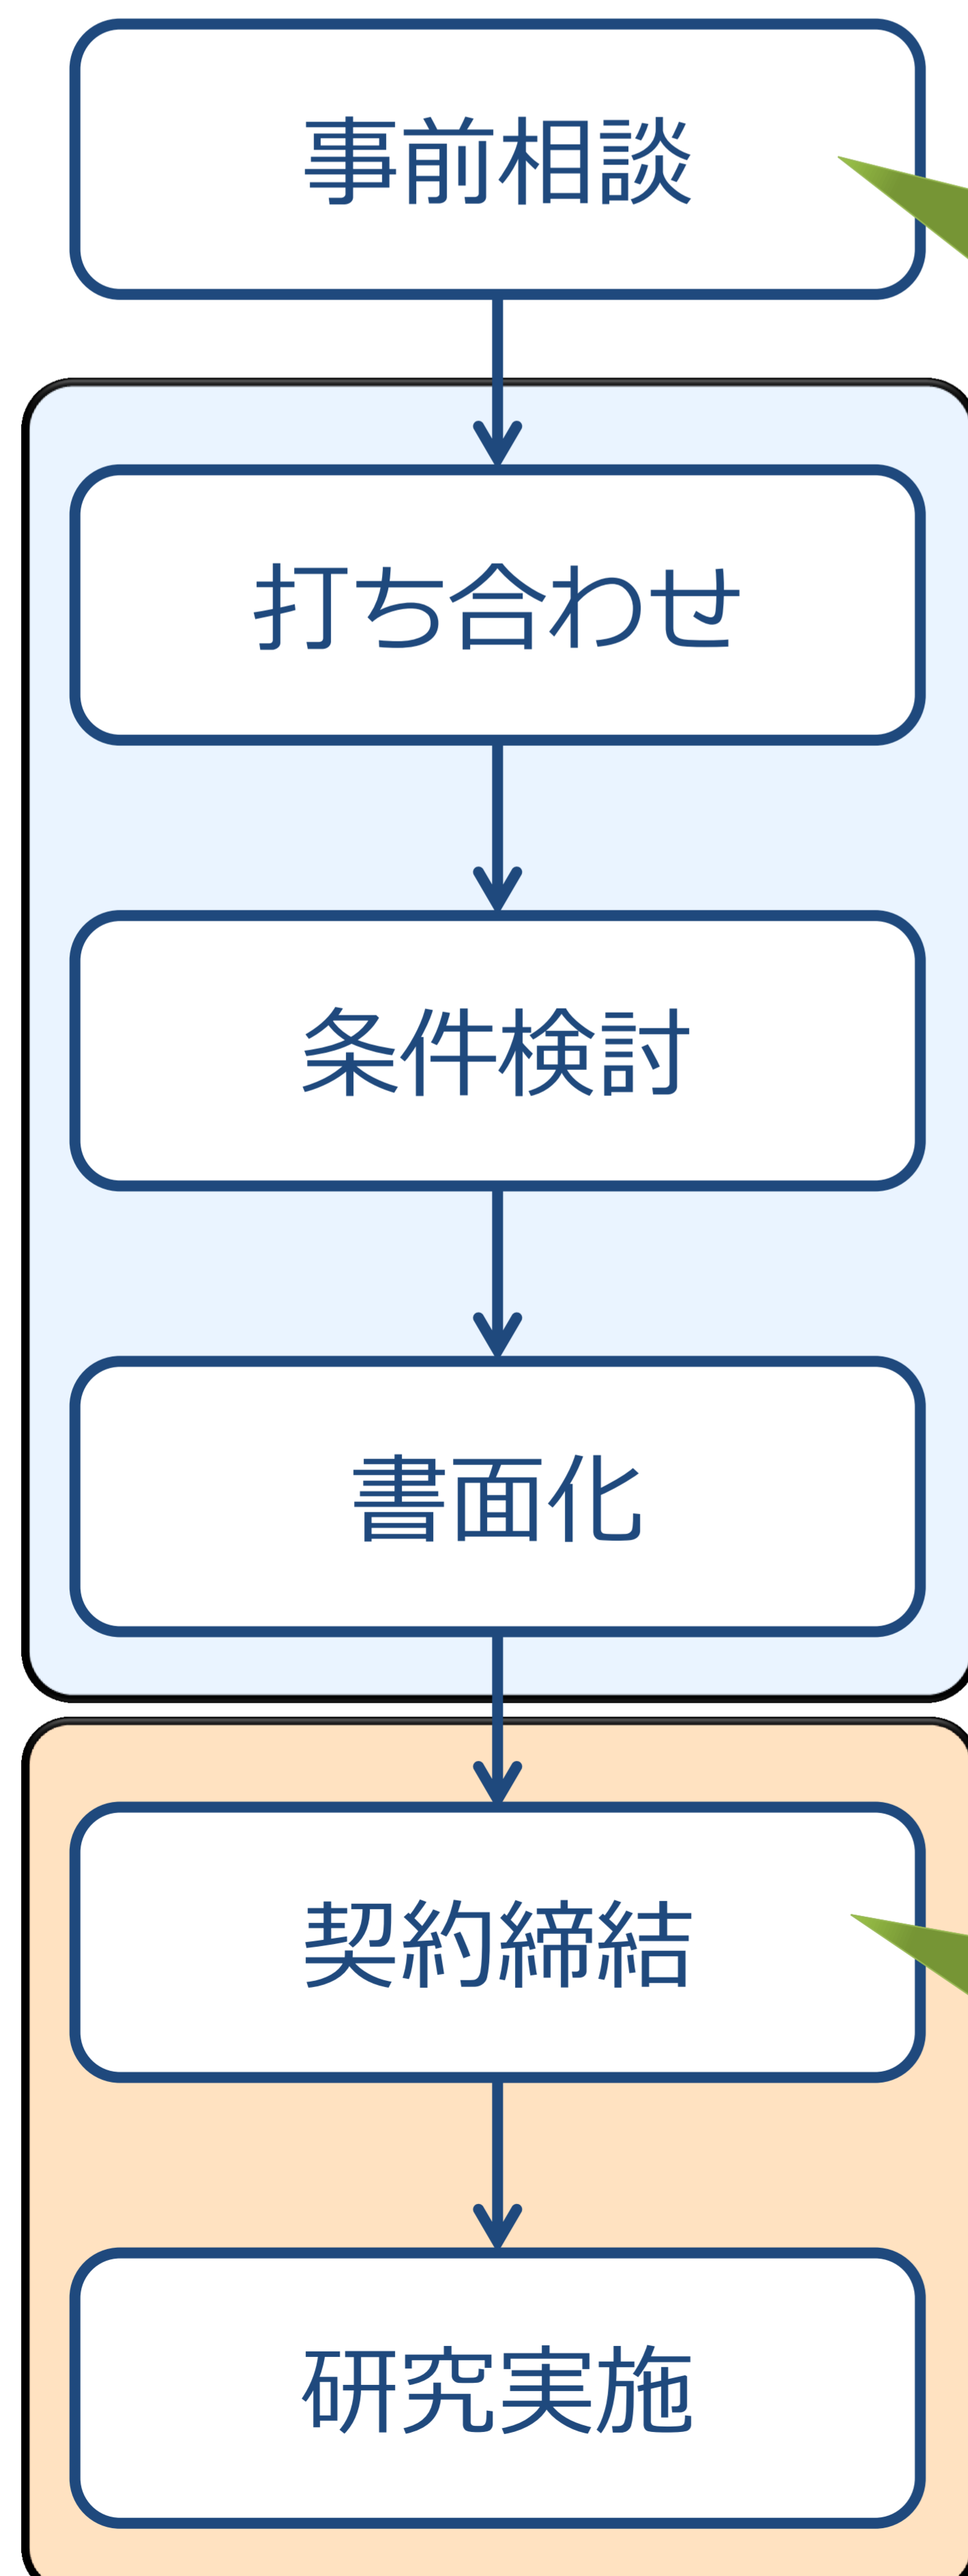 事前相談
打ち合わせ
条件検討
書面化
契約締結
研究実施